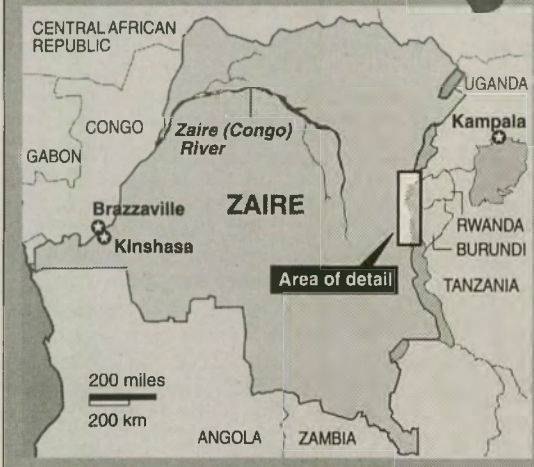 CENTRAL AFRICAN
REPUBLIC
UGANDA
Kampala
CONGO
Zaire (Congo)
River
GABON
ZAIRE
Brazzaville
Kinshasa
RWANDA
BURUNDI
Area of detail
TANZANIA
200 miles
200 km
ANGOLA
ZAMBIA